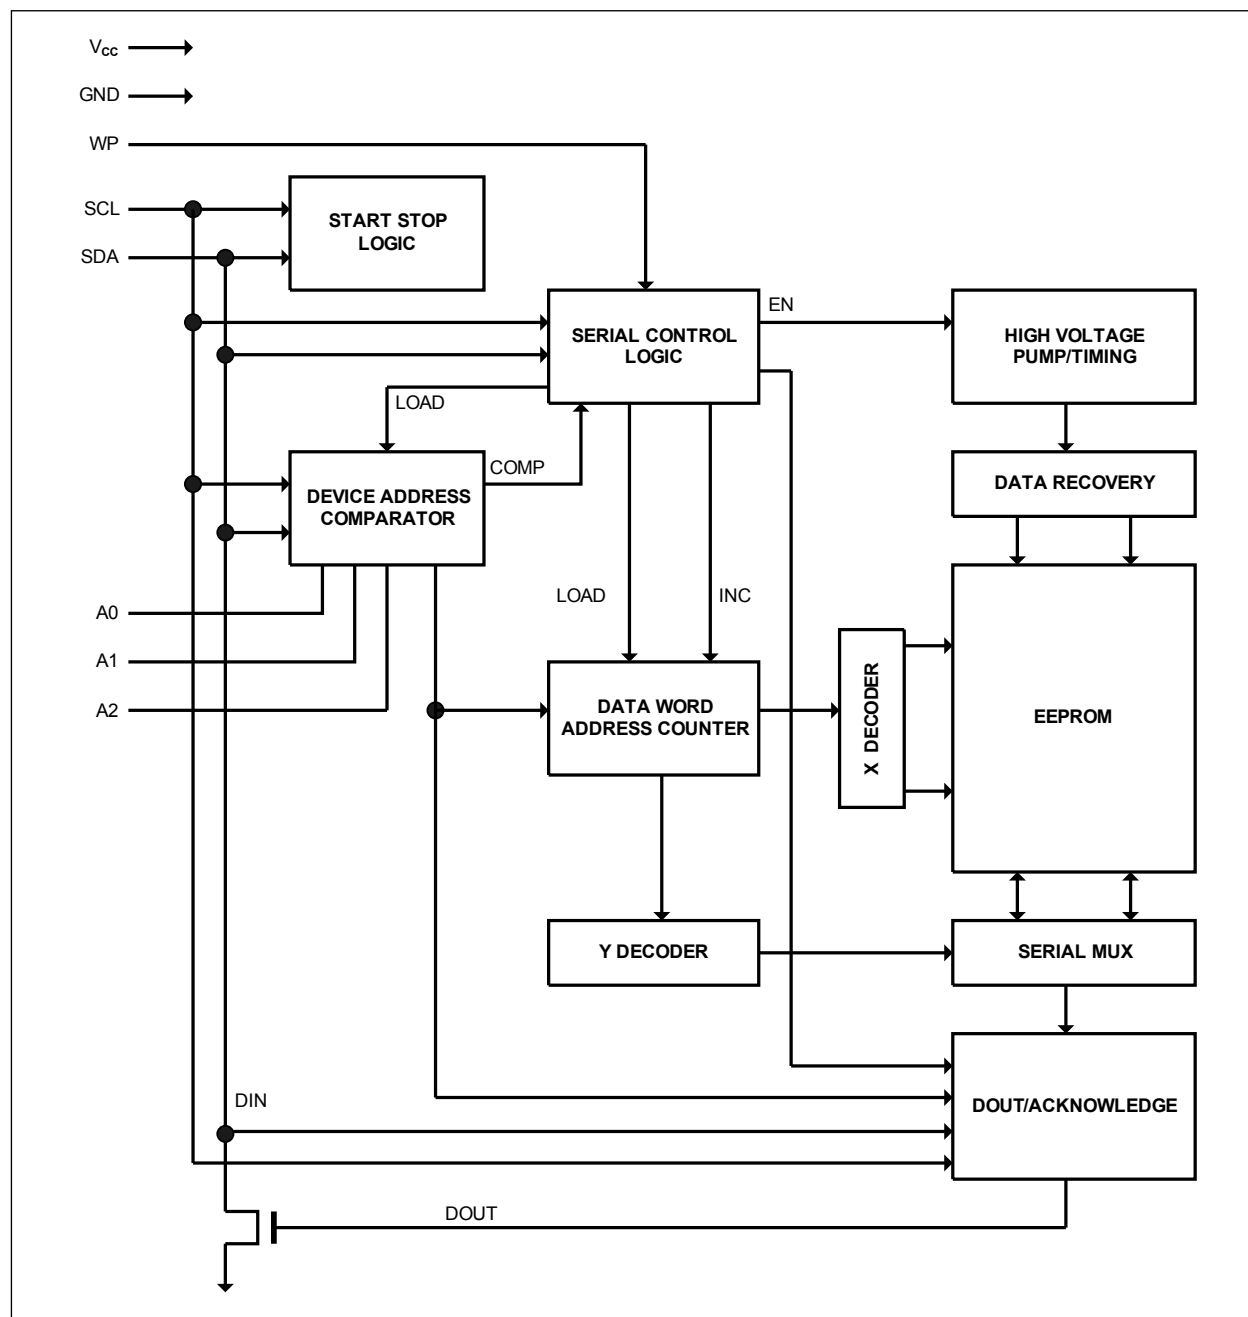 Vcc
GND
WP
SCL
SDA
START STOP
LOGIC
SERIAL CONTROL
LOGIC
EN
HIGH VOLTAGE
PUMP/TIMING
LOAD
COMP
DEVICE ADDRESS
COMPARATOR
DATA RECOVERY
A0
A1
A2
LOAD
INC
DATA WORD
ADDRESS COUNTER
X DECODER
EEPROM
Y DECODER
SERIAL MUX
DIN
DOUT/ACKNOWLEDGE
DOUT